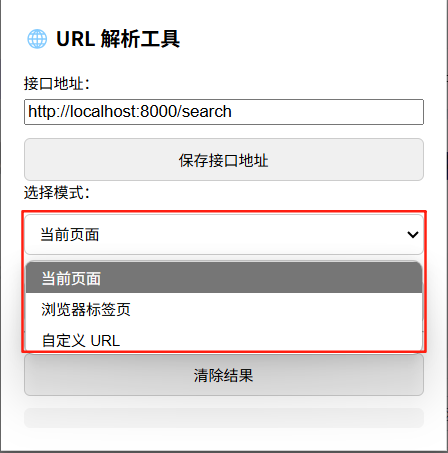 URL 解析工具
接口地址：
http://localhost:8000/search
保存接口地址
选择模式：
当前页面
当前页面
浏览器标签页
自定义 URL
清除结果